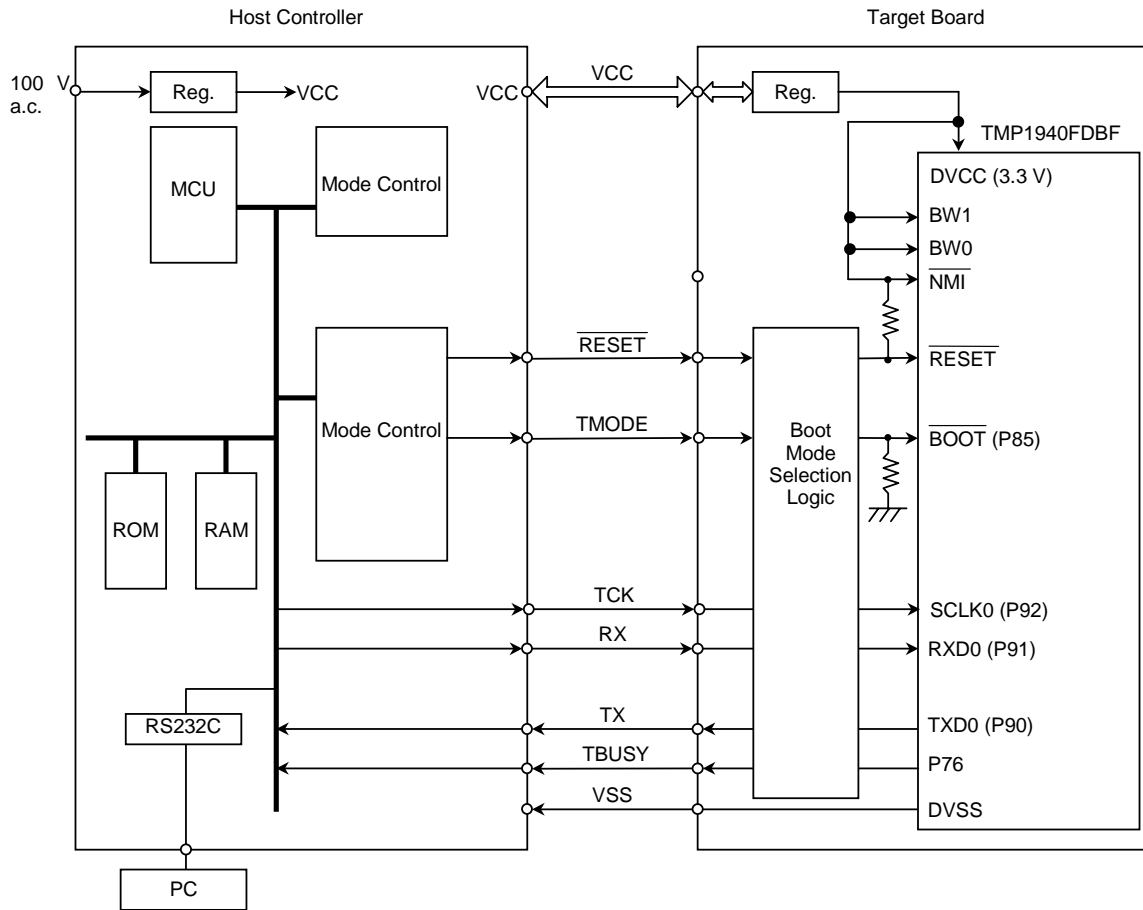 Host Controller
Target Board
100 V
a.c.
Reg.
VCC
VCC
VCC
Reg.
TMP1940FDBF
MCU
Mode Control
DVCC (3.3 V)
BW1
BW0
NMI
RESET
RESET
Mode Control
TMODE
Boot
Mode
Selection
Logic
BOOT (P85)
ROM
RAM
TCK
SCLK0 (P92)
RX
RXD0 (P91)
RS232C
TX
TXD0 (P90)
TBUSY
P76
VSS
DVSS
PC